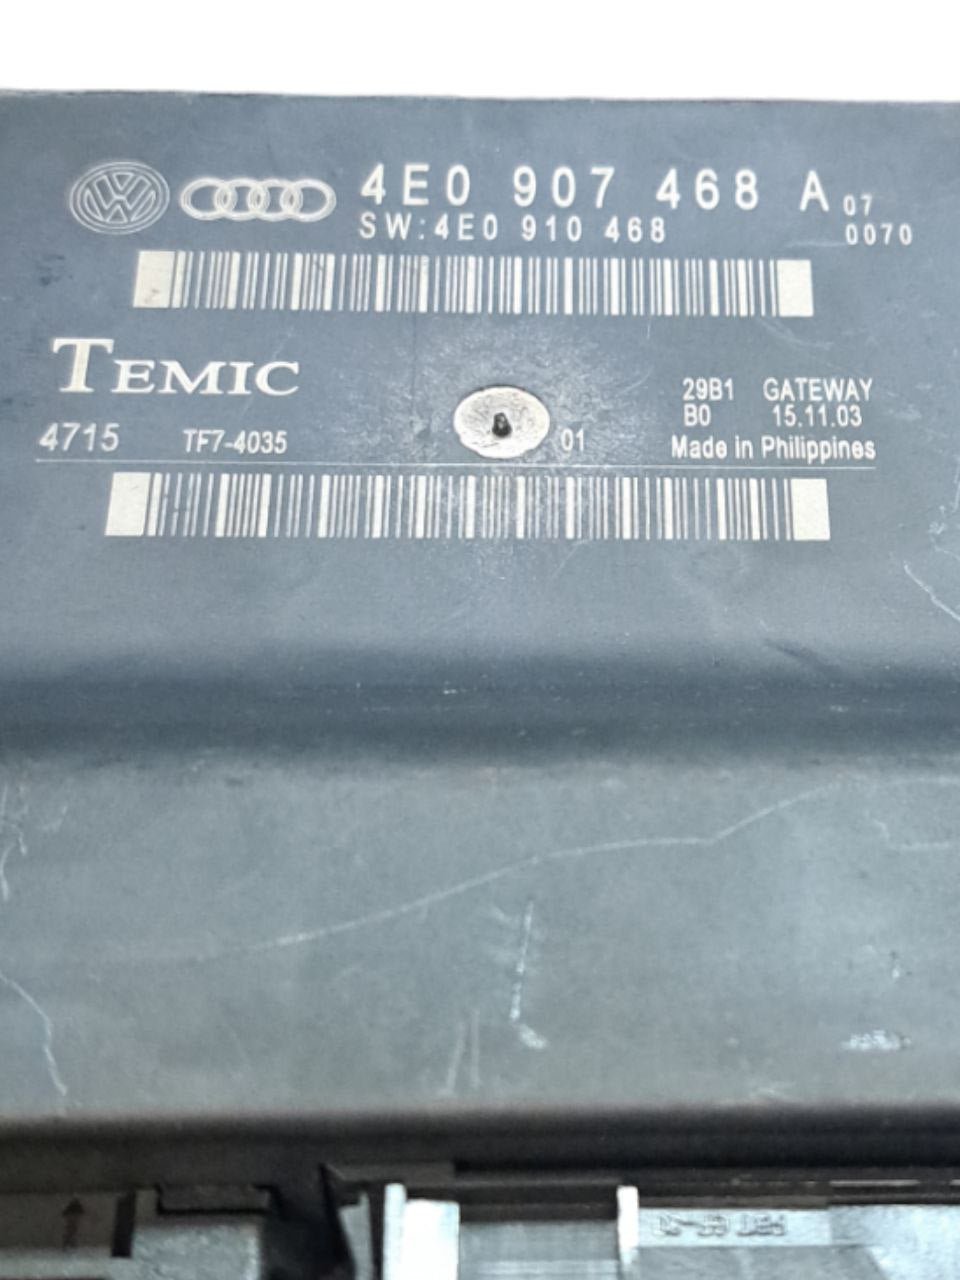 4E0 907 468 A 07
SW:4E0 910 468 0070
TEMIC
29B1 GATEWAY
B0 15.11.03
4715 TF7-4035 01 Made in Philippines